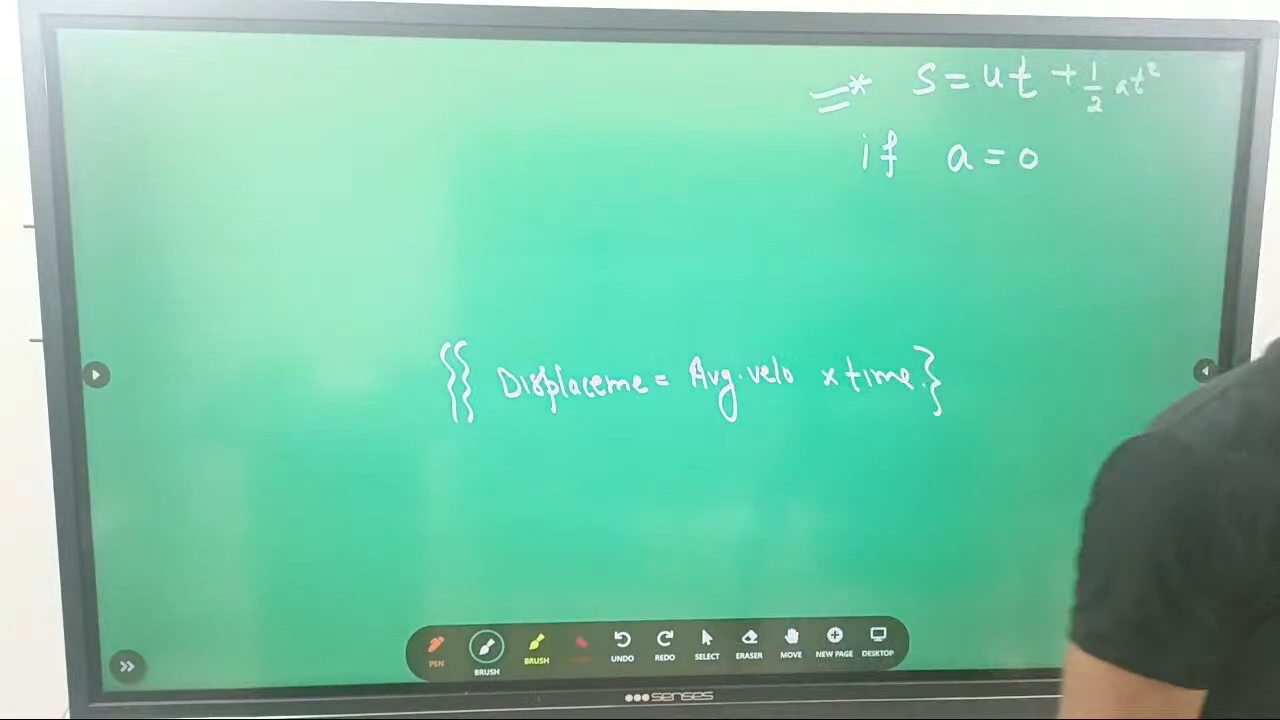 =* s = ut + 1/2 at²
if a = 0
{{ Displaceme = Avg. velo x time. }
PEN BRUSH BRUSH UNDO REDO SELECT ERASER MOVE NEW PAGE DESKTOP
senses